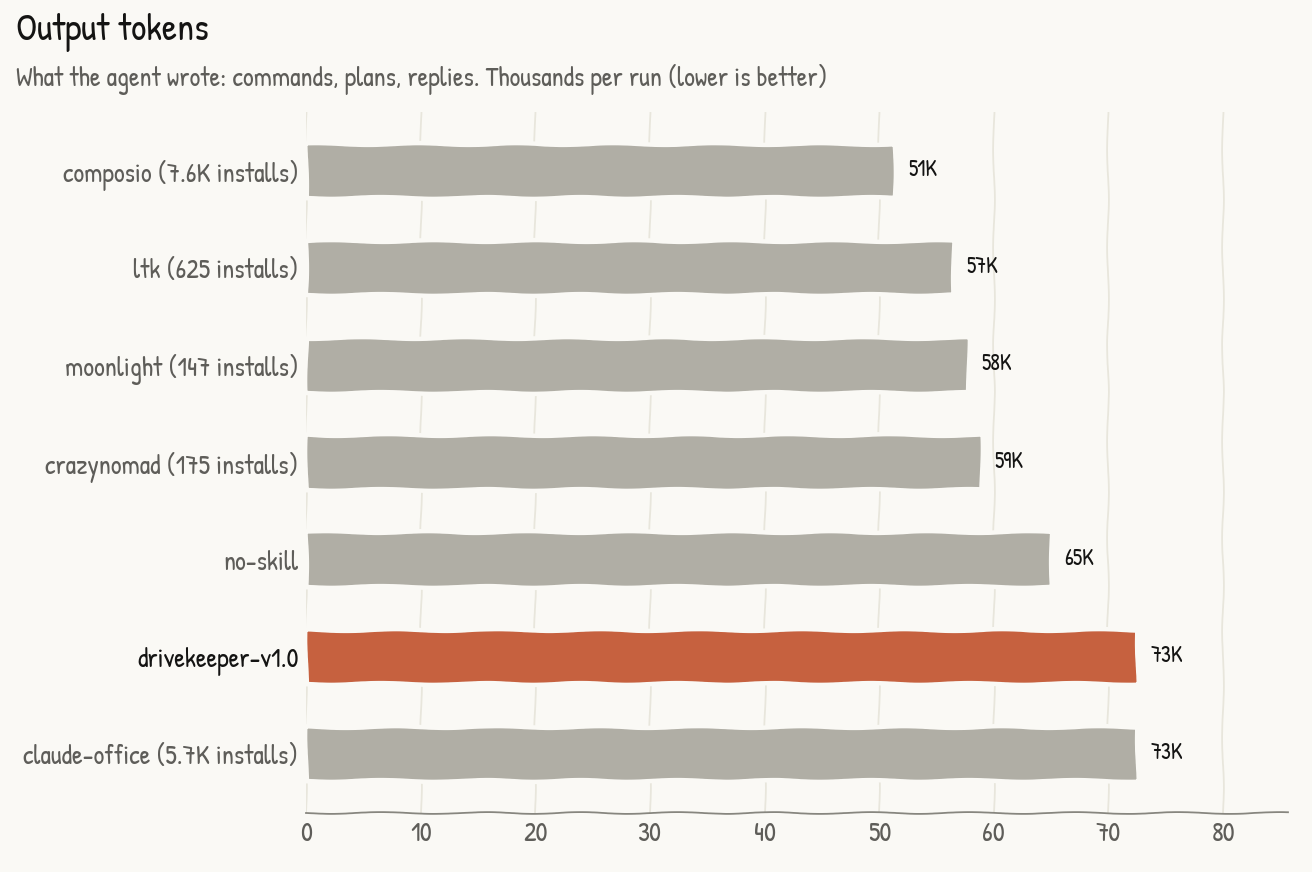 Output tokens
What the agent wrote: commands, plans, replies. Thousands per run (lower is better)
composio (7.6K installs) 51K
ltk (625 installs) 57K
moonlight (147 installs) 58K
crazynomad (175 installs) 59K
no-skill 65K
drivekeeper-v1.0 73K
claude-office (5.7K installs) 73K
0 10 20 30 40 50 60 70 80